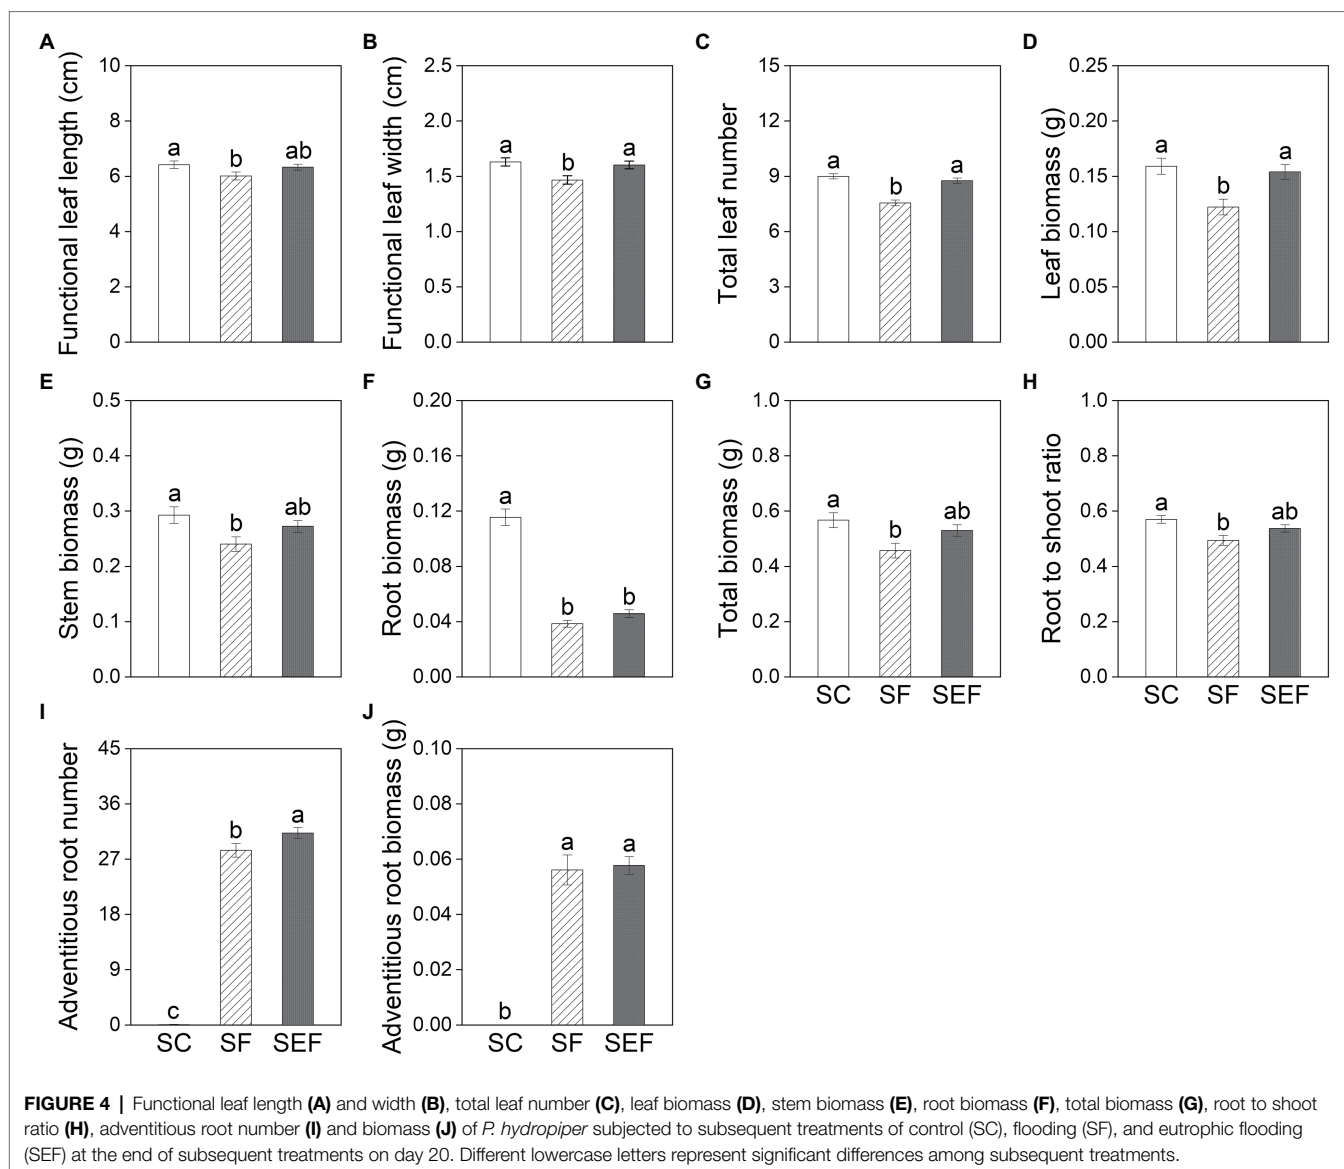 A
Functional leaf length (cm)
10
8
6
4
2
0
a
b
ab
B
Functional leaf width (cm)
2.5
2.0
1.5
1.0
0.5
0.0
a
b
a
C
Total leaf number
15
12
9
6
3
0
a
b
a
D
Leaf biomass (g)
0.25
0.20
0.15
0.10
0.05
0.00
a
b
a
E
Stem biomass (g)
0.5
0.4
0.3
0.2
0.1
0.0
a
b
ab
F
Root biomass (g)
0.20
0.16
0.12
0.08
0.04
0.00
a
b
b
G
Total biomass (g)
1.0
0.8
0.6
0.4
0.2
0.0
a
b
ab
SC SF SEF
H
Root to shoot ratio
1.0
0.8
0.6
0.4
0.2
0.0
a
b
ab
SC SF SEF
I
Adventitious root number
45
36
27
18
9
0
c
b
a
SC SF SEF
J
Adventitious root biomass (g)
0.10
0.08
0.06
0.04
0.02
0.00
b
a
a
SC SF SEF
FIGURE 4 | Functional leaf length (A) and width (B), total leaf number (C), leaf biomass (D), stem biomass (E), root biomass (F), total biomass (G), root to shoot
ratio (H), adventitious root number (I) and biomass (J) of P. hydropiper subjected to subsequent treatments of control (SC), flooding (SF), and eutrophic flooding
(SEF) at the end of subsequent treatments on day 20. Different lowercase letters represent significant differences among subsequent treatments.